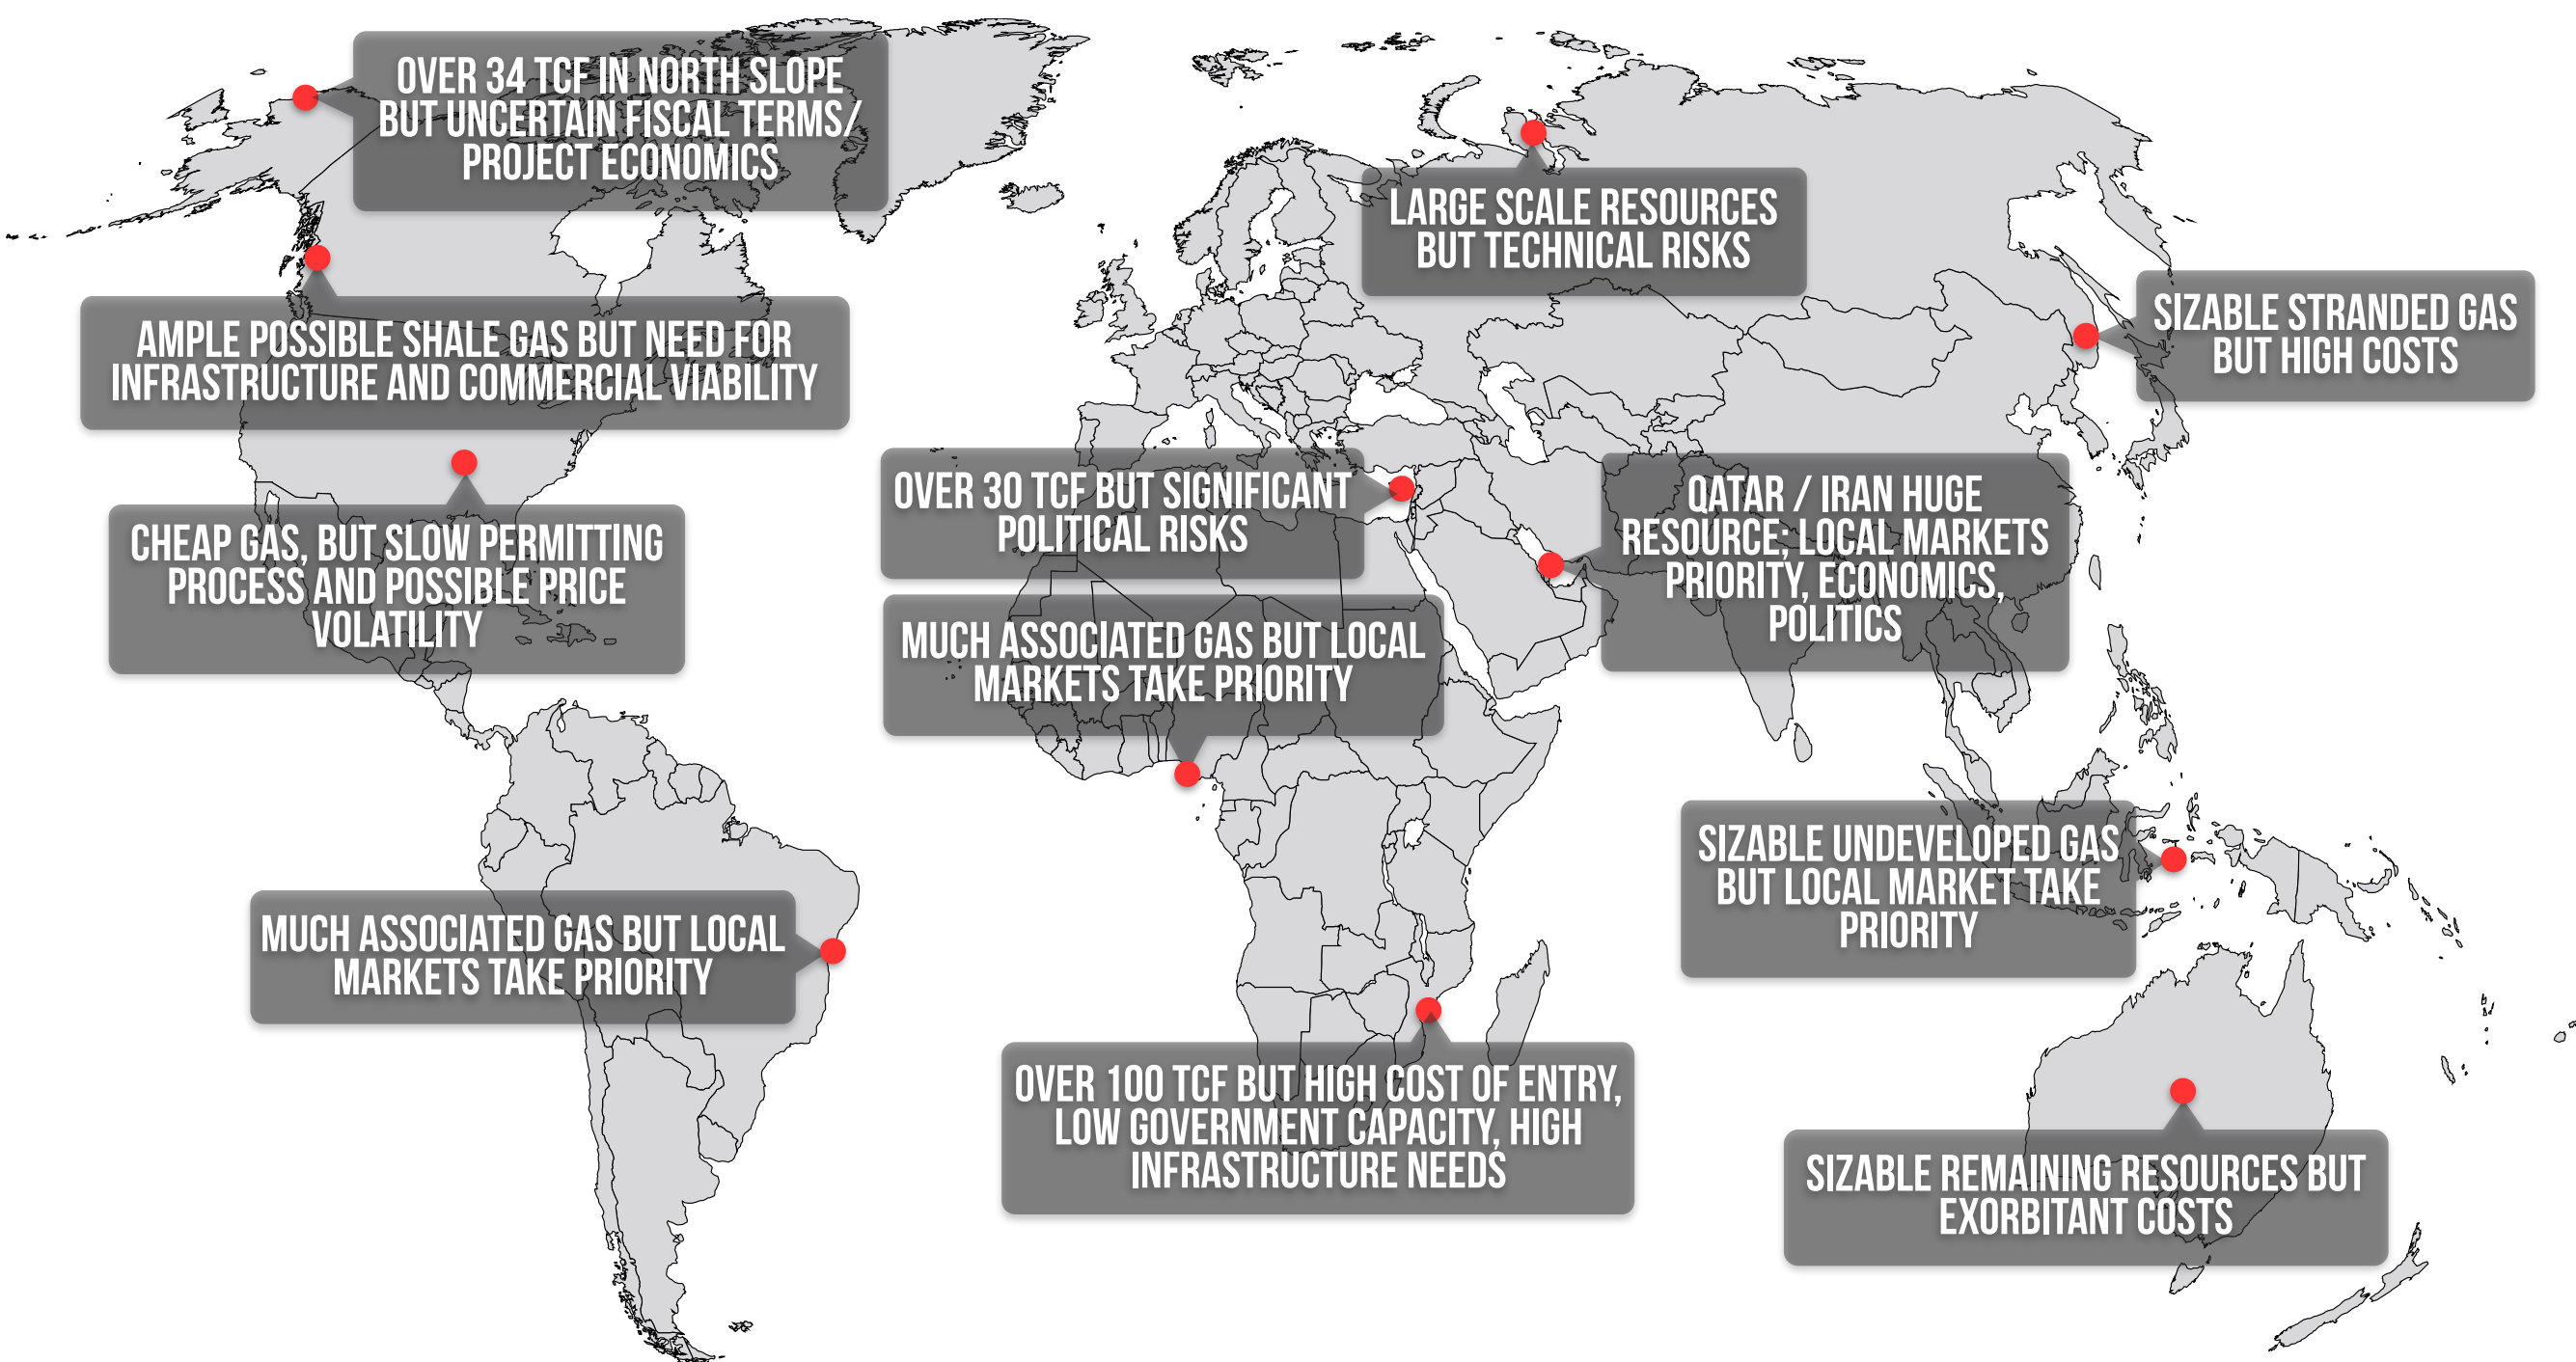 OVER 34 TCF IN NORTH SLOPE
BUT UNCERTAIN FISCAL TERMS/
PROJECT ECONOMICS
LARGE SCALE RESOURCES
BUT TECHNICAL RISKS
SIZABLE STRANDED GAS
BUT HIGH COSTS
AMPLE POSSIBLE SHALE GAS BUT NEED FOR
INFRASTRUCTURE AND COMMERCIAL VIABILITY
OVER 30 TCF BUT SIGNIFICANT
POLITICAL RISKS
QATAR / IRAN HUGE
RESOURCE; LOCAL MARKETS
PRIORITY, ECONOMICS,
POLITICS
CHEAP GAS, BUT SLOW PERMITTING
PROCESS AND POSSIBLE PRICE
VOLATILITY
MUCH ASSOCIATED GAS BUT LOCAL
MARKETS TAKE PRIORITY
SIZABLE UNDEVELOPED GAS
BUT LOCAL MARKET TAKE
PRIORITY
MUCH ASSOCIATED GAS BUT LOCAL
MARKETS TAKE PRIORITY
OVER 100 TCF BUT HIGH COST OF ENTRY,
LOW GOVERNMENT CAPACITY, HIGH
INFRASTRUCTURE NEEDS
SIZABLE REMAINING RESOURCES BUT
EXORBITANT COSTS